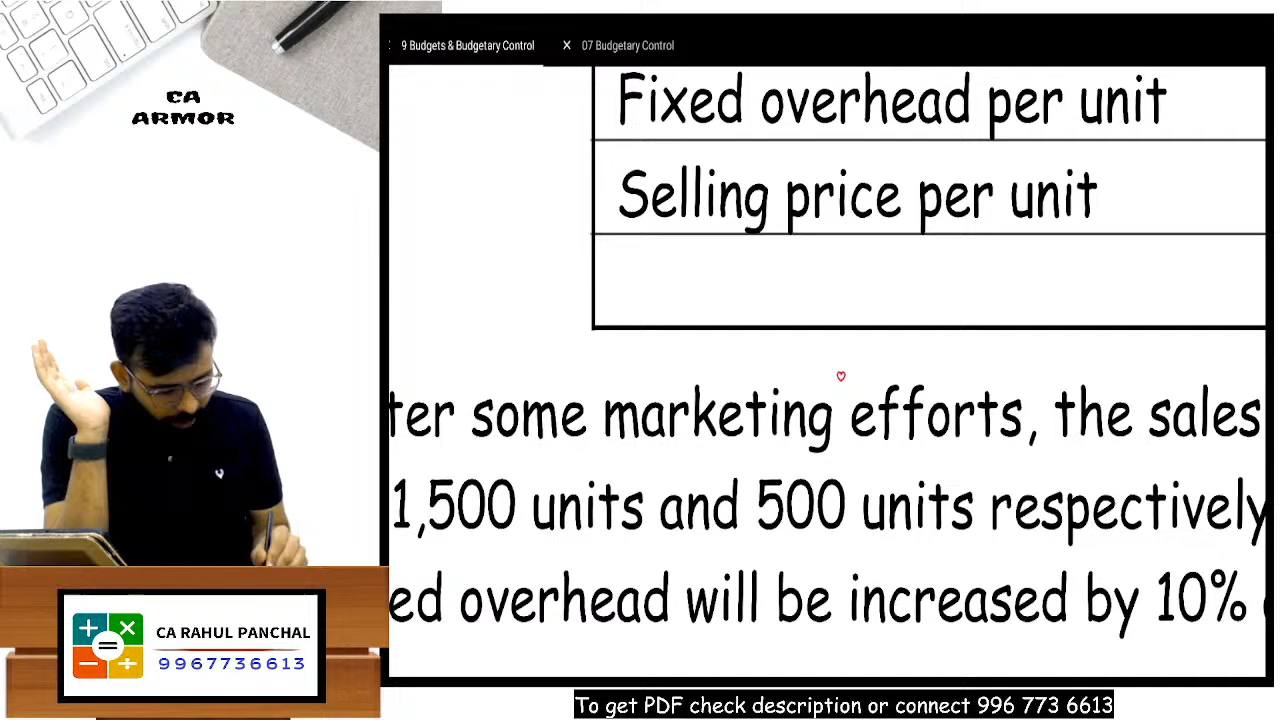 CA
ARMOR
9 Budgets & Budgetary Control
07 Budgetary Control
Fixed overhead per unit
Selling price per unit
ter some marketing efforts, the sales
1,500 units and 500 units respectively
ed overhead will be increased by 10%
CA RAHUL PANCHAL
9967736613
To get PDF check description or connect 996 773 6613